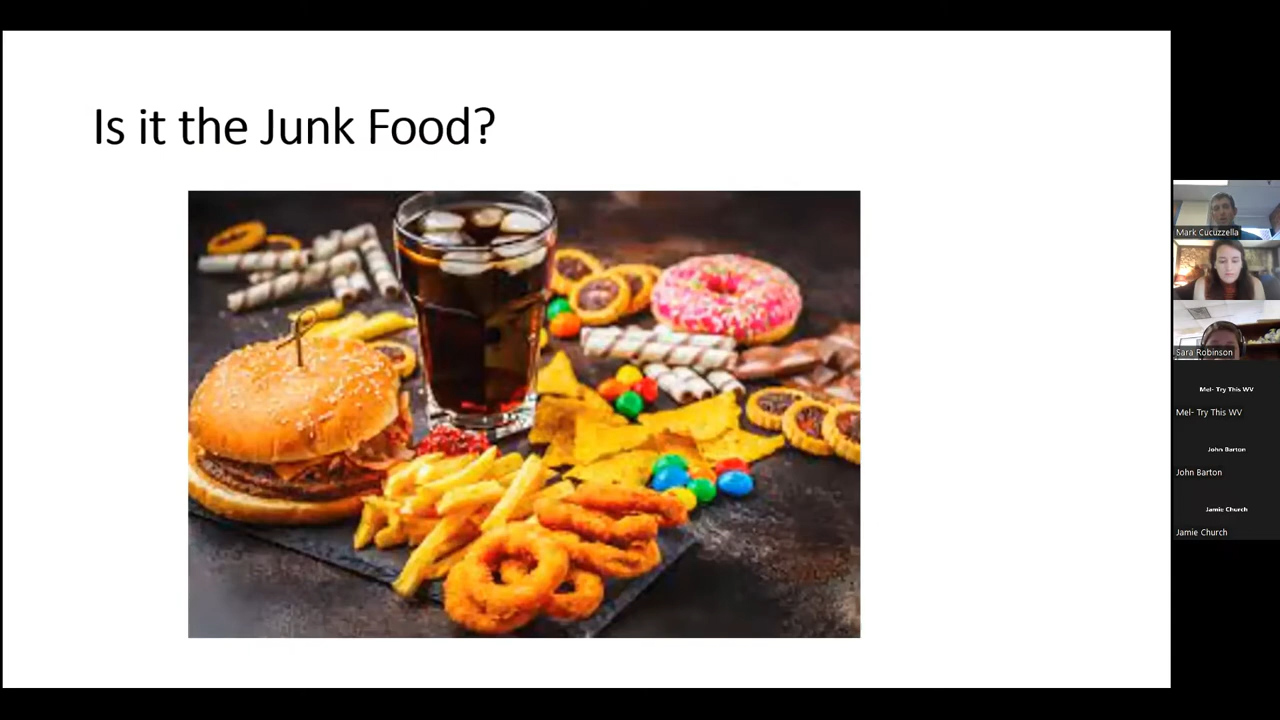 Is it the Junk Food?
Mark Cucuzzella
Sara Robinson
Mel- Try This WV
Mel- Try This WV
John Barton
John Barton
Jamie Church
Jamie Church